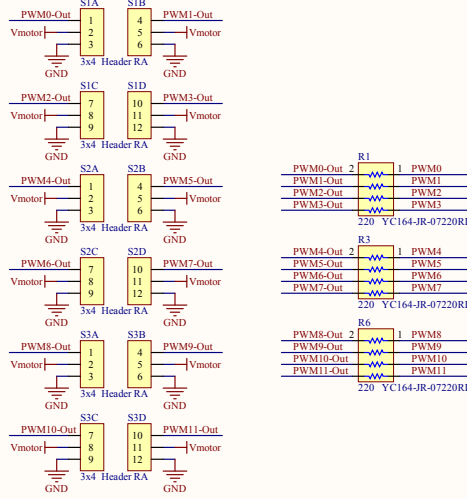 S1A S1B
PWM0-Out 1 4 PWM1-Out
Vmotor 2 5 Vmotor
3 6
GND 3x4 Header RA GND
S1C S1D
PWM2-Out 7 10 PWM3-Out
Vmotor 8 11 Vmotor
9 12
GND 3x4 Header RA GND
S2A S2B
PWM4-Out 1 4 PWM5-Out
Vmotor 2 5 Vmotor
3 6
GND 3x4 Header RA GND
S2C S2D
PWM6-Out 7 10 PWM7-Out
Vmotor 8 11 Vmotor
9 12
GND 3x4 Header RA GND
S3A S3B
PWM8-Out 1 4 PWM9-Out
Vmotor 2 5 Vmotor
3 6
GND 3x4 Header RA GND
S3C S3D
PWM10-Out 7 10 PWM11-Out
Vmotor 8 11 Vmotor
9 12
GND 3x4 Header RA GND
R1
PWM0-Out 2 1 PWM0
PWM1-Out PWM1
PWM2-Out PWM2
PWM3-Out PWM3
220 YC164-JR-07220RL
R3
PWM4-Out 2 1 PWM4
PWM5-Out PWM5
PWM6-Out PWM6
PWM7-Out PWM7
220 YC164-JR-07220RL
R6
PWM8-Out 2 1 PWM8
PWM9-Out PWM9
PWM10-Out PWM10
PWM11-Out PWM11
220 YC164-JR-07220RL